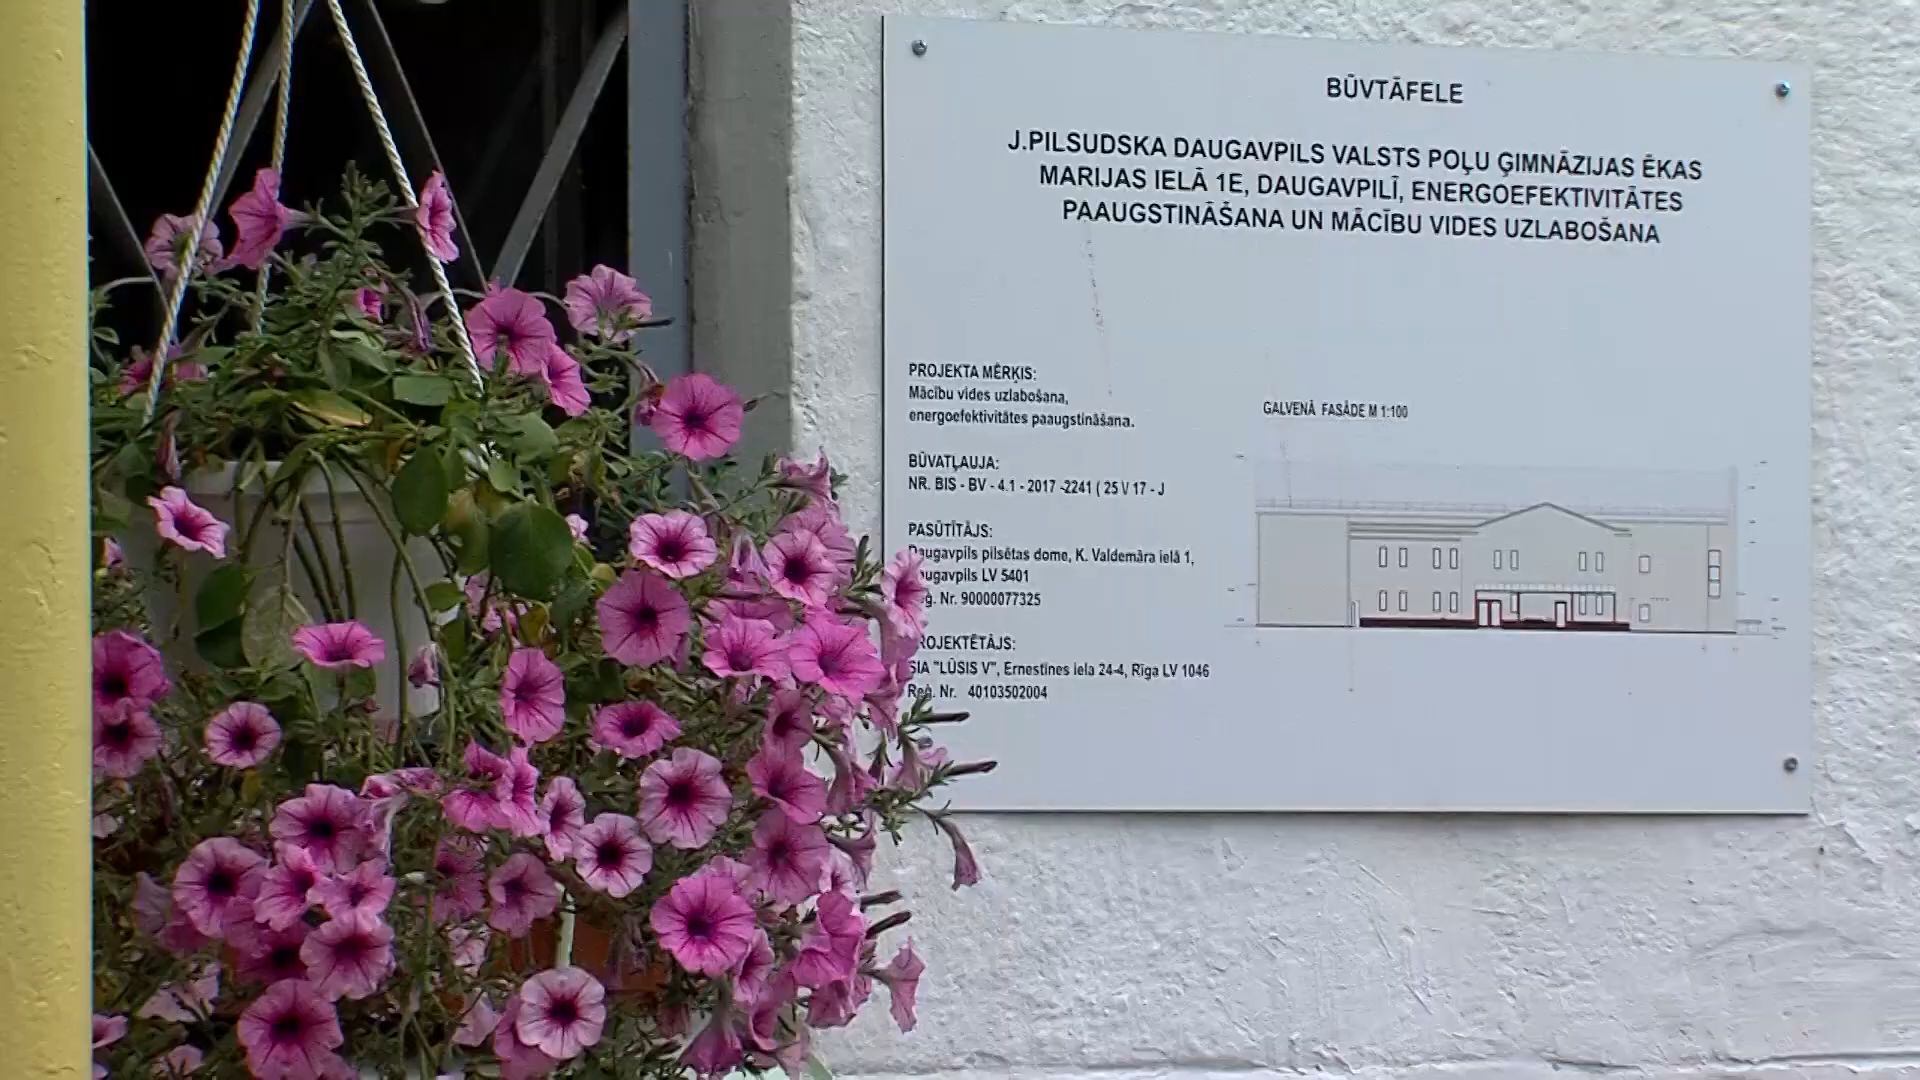 BŪVTĀFELE
J.PILSUDSKA DAUGAVPILS VALSTS POĻU ĢIMNĀZIJAS ĒKAS
MARIJAS IELĀ 1E, DAUGAVPILĪ, ENERGOEFEKTIVITĀTES
PAAUGSTINĀŠANA UN MĀCĪBU VIDES UZLABOŠANA
PROJEKTA MĒRĶIS:
Mācību vides uzlabošana,
energoefektivitātes paaugstināšana.
GALVENĀ FASĀDE M 1:100
BŪVATĻAUJA:
NR. BIS - BV - 4.1 - 2017 -2241 ( 25 \/ 17 - J
PASŪTĪTĀJS:
Daugavpils pilsētas dome, K. Valdemāra ielā 1,
augavpils LV 5401
ģ. Nr. 90000077325
ROJEKTĒTĀJS:
SIA "LŪSIS V", Ernestīnes iela 24-4, Rīga LV 1046
Reģ. Nr. 40103502004